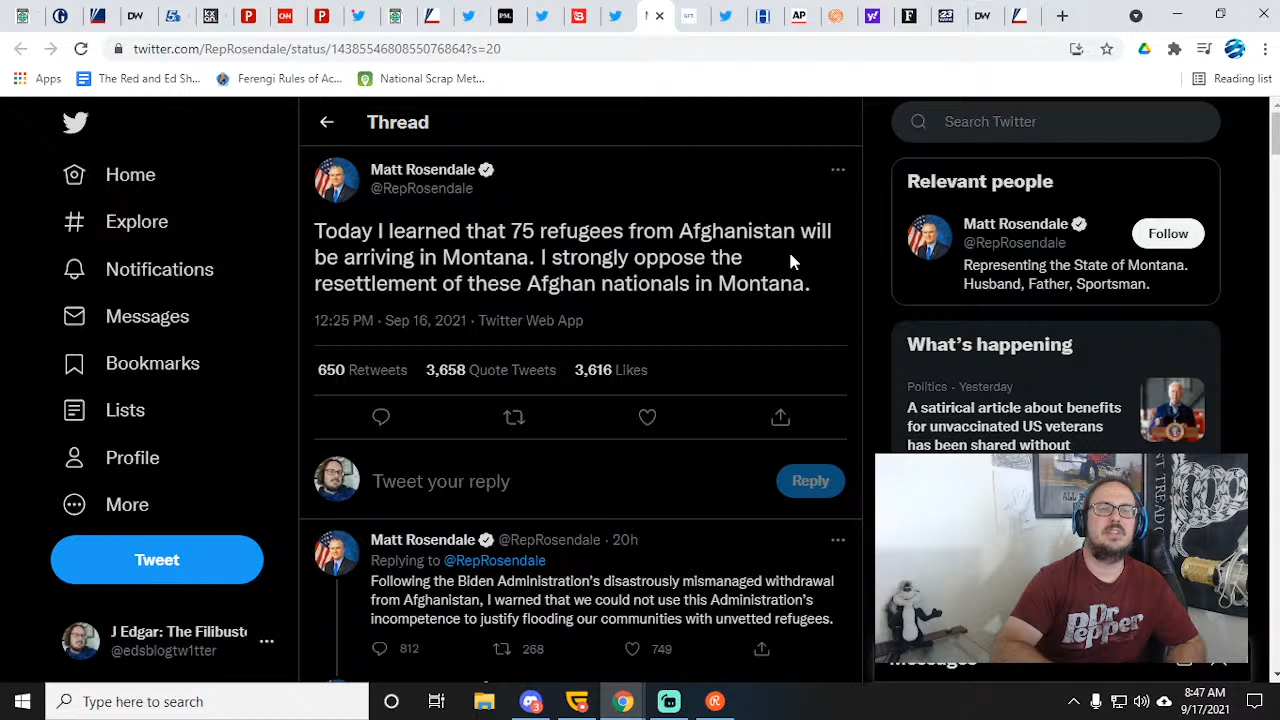 DW
SK
P
CNN
P
PM.
B
GFT.
H
AP
Y!
F
DW
twitter.com/RepRosendale/status/1438554680855076864?s=20
Apps
The Red and Ed Sh...
Ferengi Rules of Ac...
National Scrap Met...
Reading list
Home
Explore
Notifications
Messages
Bookmarks
Lists
Profile
More
Tweet
J Edgar: The Filibust
@edsblogtw1tter
Thread
Matt Rosendale
@RepRosendale
Today I learned that 75 refugees from Afghanistan will
be arriving in Montana. I strongly oppose the
resettlement of these Afghan nationals in Montana.
12:25 PM · Sep 16, 2021 · Twitter Web App
650 Retweets 3,658 Quote Tweets 3,616 Likes
Tweet your reply
Reply
Matt Rosendale @RepRosendale · 20h
Replying to @RepRosendale
Following the Biden Administration's disastrously mismanaged withdrawal
from Afghanistan, I warned that we could not use this Administration's
incompetence to justify flooding our communities with unvetted refugees.
812 268 749
Search Twitter
Relevant people
Matt Rosendale
@RepRosendale
Follow
Representing the State of Montana.
Husband, Father, Sportsman.
What's happening
Politics · Yesterday
A satirical article about benefits
for unvaccinated US veterans
has been shared without
Dr Pepper
Type here to search
8:47 AM
9/17/2021